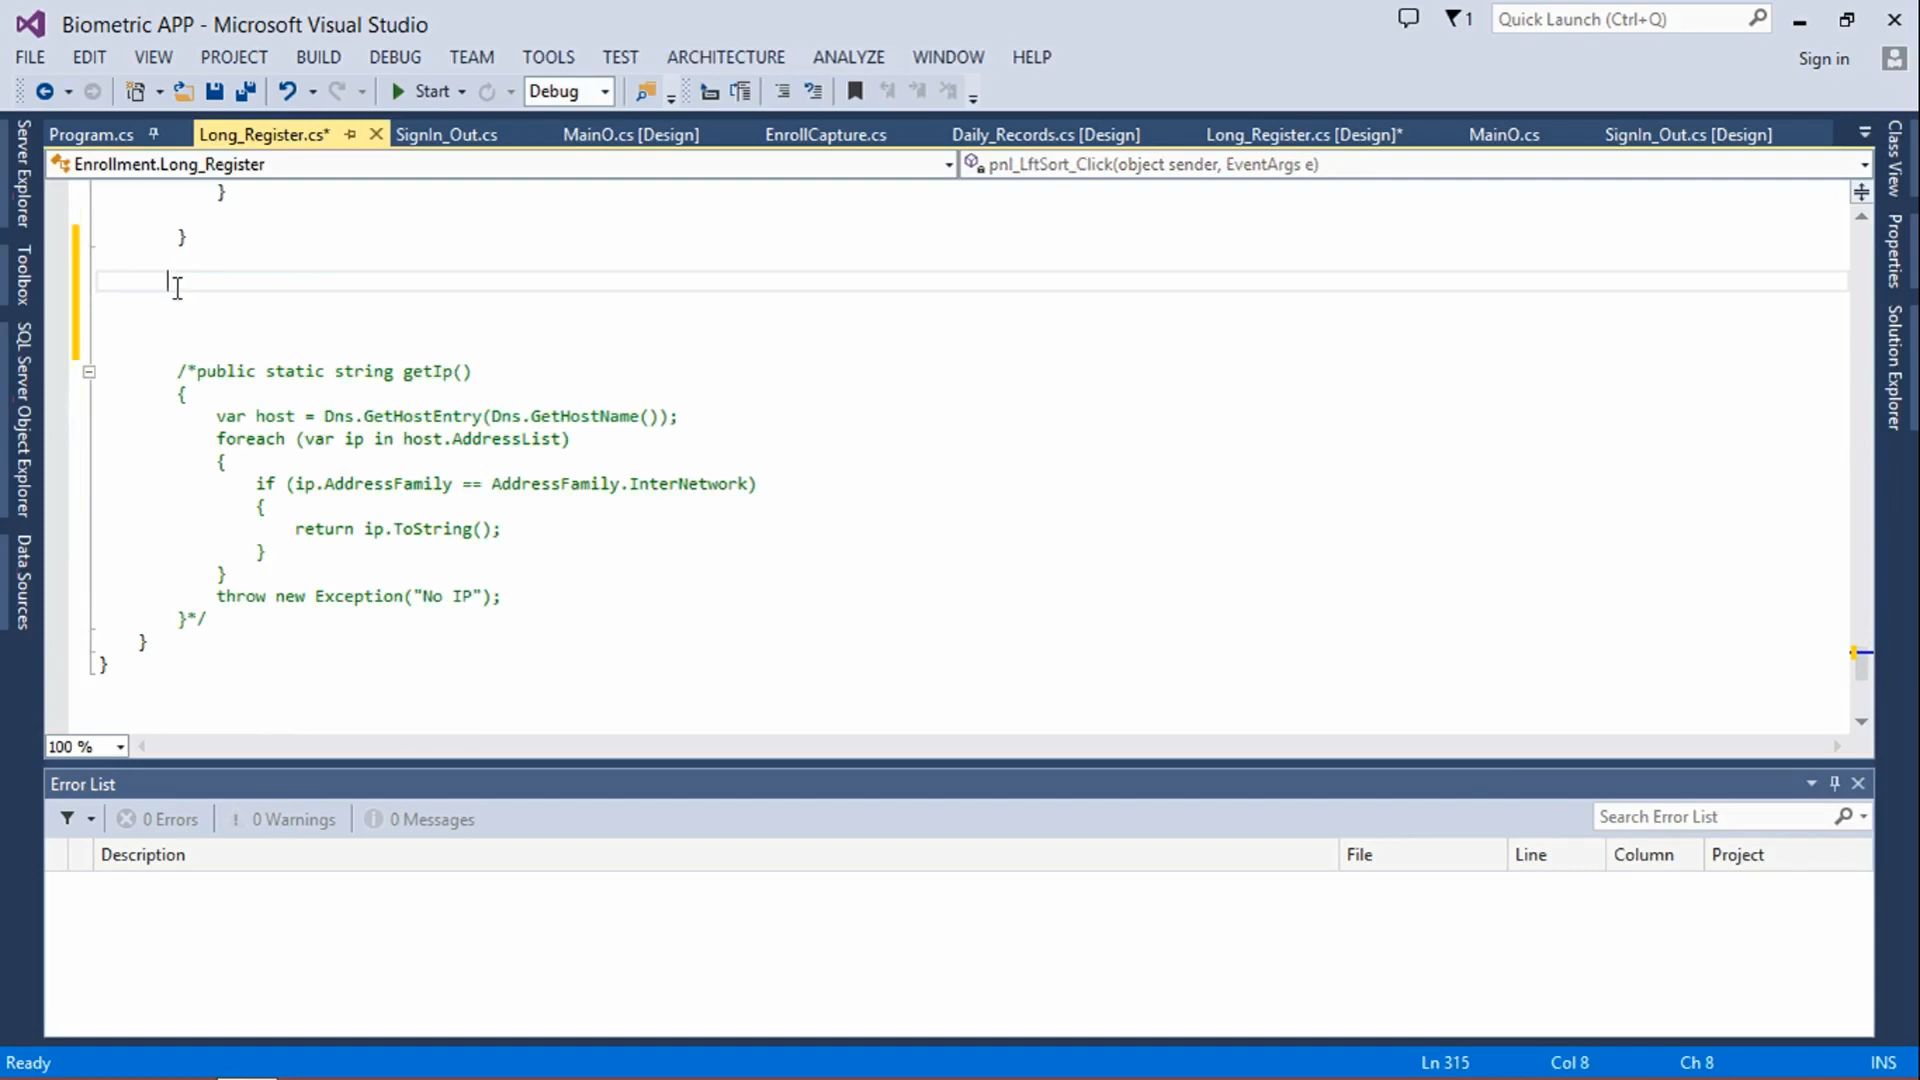 Biometric APP - Microsoft Visual Studio
1
Quick Launch (Ctrl+Q)
FILE EDIT VIEW PROJECT BUILD DEBUG TEAM TOOLS TEST ARCHITECTURE ANALYZE WINDOW HELP
Sign in
Start
Debug
Program.cs Long_Register.cs* SignIn_Out.cs MainO.cs [Design] EnrollCapture.cs Daily_Records.cs [Design] Long_Register.cs [Design]* MainO.cs SignIn_Out.cs [Design]
Enrollment.Long_Register
pnl_LftSort_Click(object sender, EventArgs e)
Server Explorer
Toolbox
SQL Server Object Explorer
Data Sources
Class View
Properties
Solution Explorer
}
}
/*public static string getIp()
{
var host = Dns.GetHostEntry(Dns.GetHostName());
foreach (var ip in host.AddressList)
{
if (ip.AddressFamily == AddressFamily.InterNetwork)
{
return ip.ToString();
}
}
throw new Exception("No IP");
}*/
}
}
100 %
Error List
0 Errors
0 Warnings
0 Messages
Search Error List
Description File Line Column Project
Ready
Ln 315 Col 8 Ch 8 INS